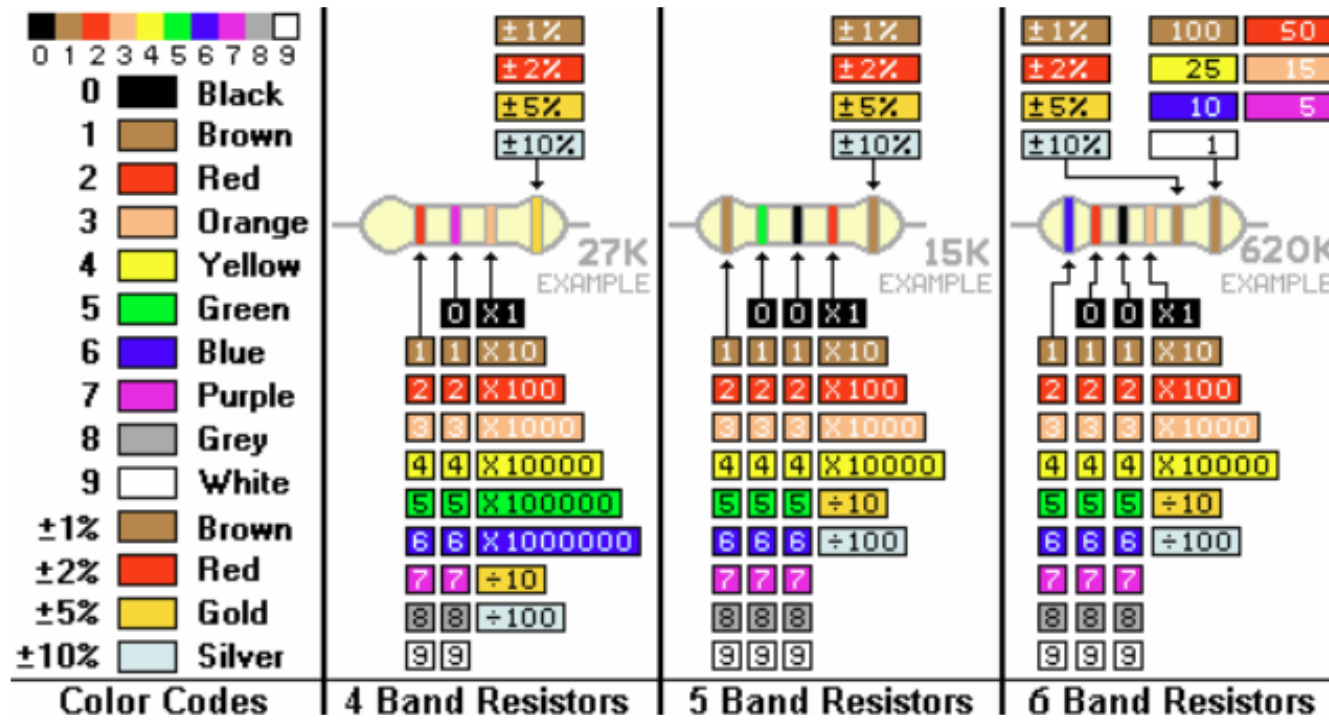 0 1 2 3 4 5 6 7 8 9
0 Black
1 Brown
2 Red
3 Orange
4 Yellow
5 Green
6 Blue
7 Purple
8 Grey
9 White
±1% Brown
±2% Red
±5% Gold
±10% Silver
Color Codes
±1%
±2%
±5%
±10%
27K
EXAMPLE
0 X1
1 1 X10
2 2 X100
3 3 X1000
4 4 X10000
5 5 X100000
6 6 X1000000
7 7 ÷10
8 8 ÷100
9 9
4 Band Resistors
±1%
±2%
±5%
±10%
15K
EXAMPLE
0 0 X1
1 1 1 X10
2 2 2 X100
3 3 3 X1000
4 4 4 X10000
5 5 5 ÷10
6 6 6 ÷100
7 7 7
8 8 8
9 9 9
5 Band Resistors
±1% 100 50
±2% 25 15
±5% 10 5
±10% 1
620K
EXAMPLE
0 0 X1
1 1 1 X10
2 2 2 X100
3 3 3 X1000
4 4 4 X10000
5 5 5 ÷10
6 6 6 ÷100
7 7 7
8 8 8
9 9 9
6 Band Resistors